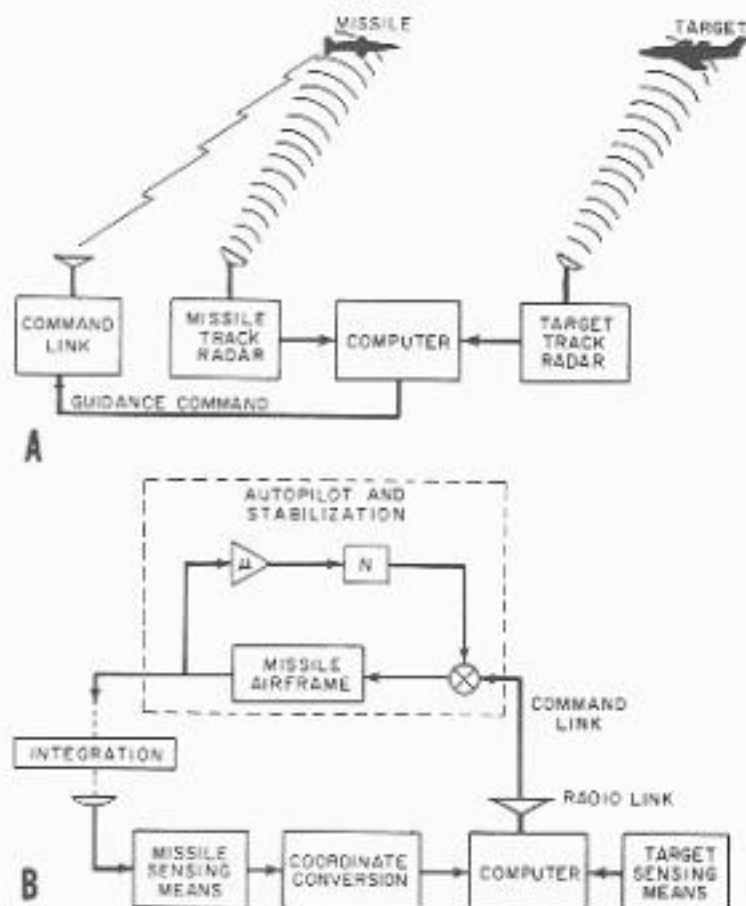 MISSILE
TARGET
COMMAND
LINK
MISSILE
TRACK
RADAR
COMPUTER
TARGET
TRACK
RADAR
GUIDANCE COMMAND
A
AUTOPILOT AND
STABILIZATION
μ
N
MISSILE
AIRFRAME
COMMAND
LINK
INTEGRATION
RADIO LINK
MISSILE
SENSING
MEANS
COORDINATE
CONVERSION
COMPUTER
TARGET
SENSING
MEANS
B